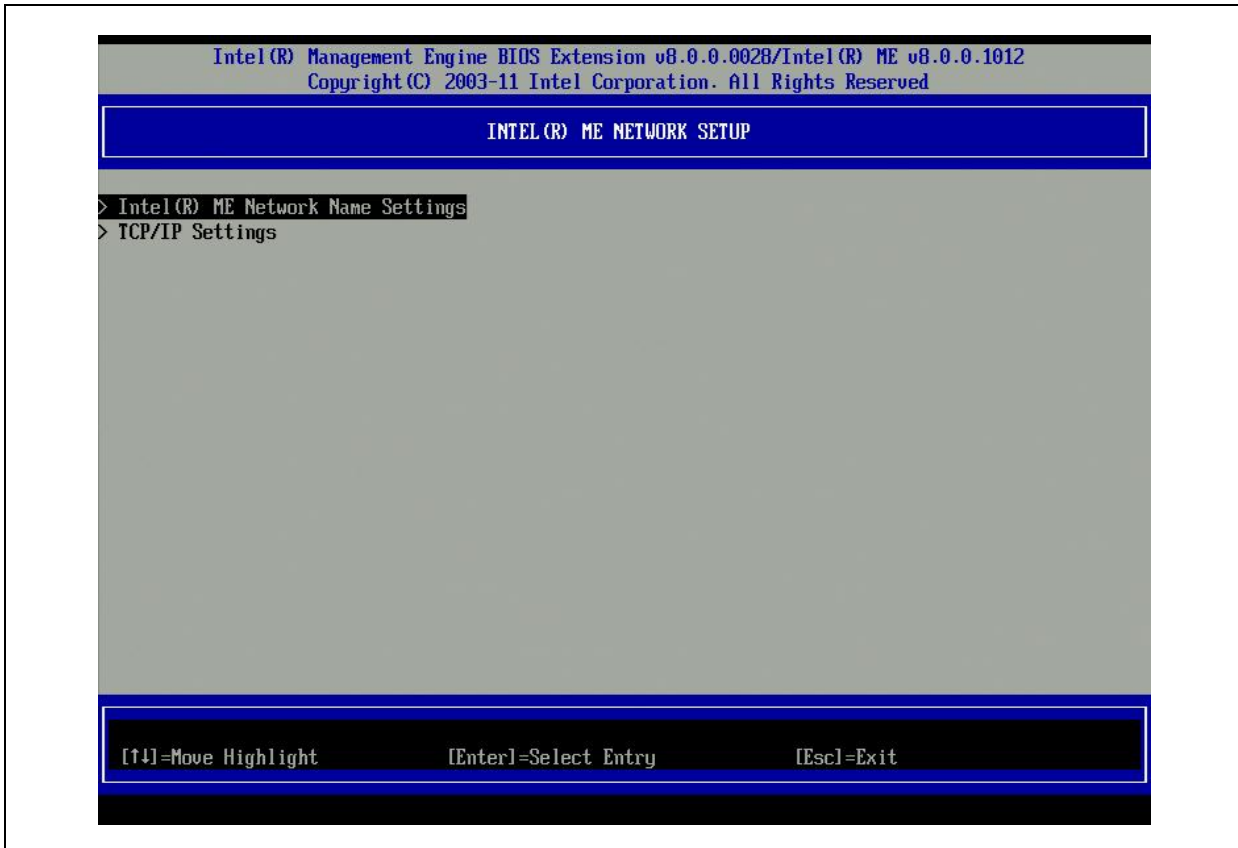 Intel(R) Management Engine BIOS Extension v8.0.0.0028/Intel(R) ME v8.0.0.1012
Copyright(C) 2003-11 Intel Corporation. All Rights Reserved
INTEL(R) ME NETWORK SETUP
> Intel(R) ME Network Name Settings
> TCP/IP Settings
[↑↓]=Move Highlight [Enter]=Select Entry [Esc]=Exit